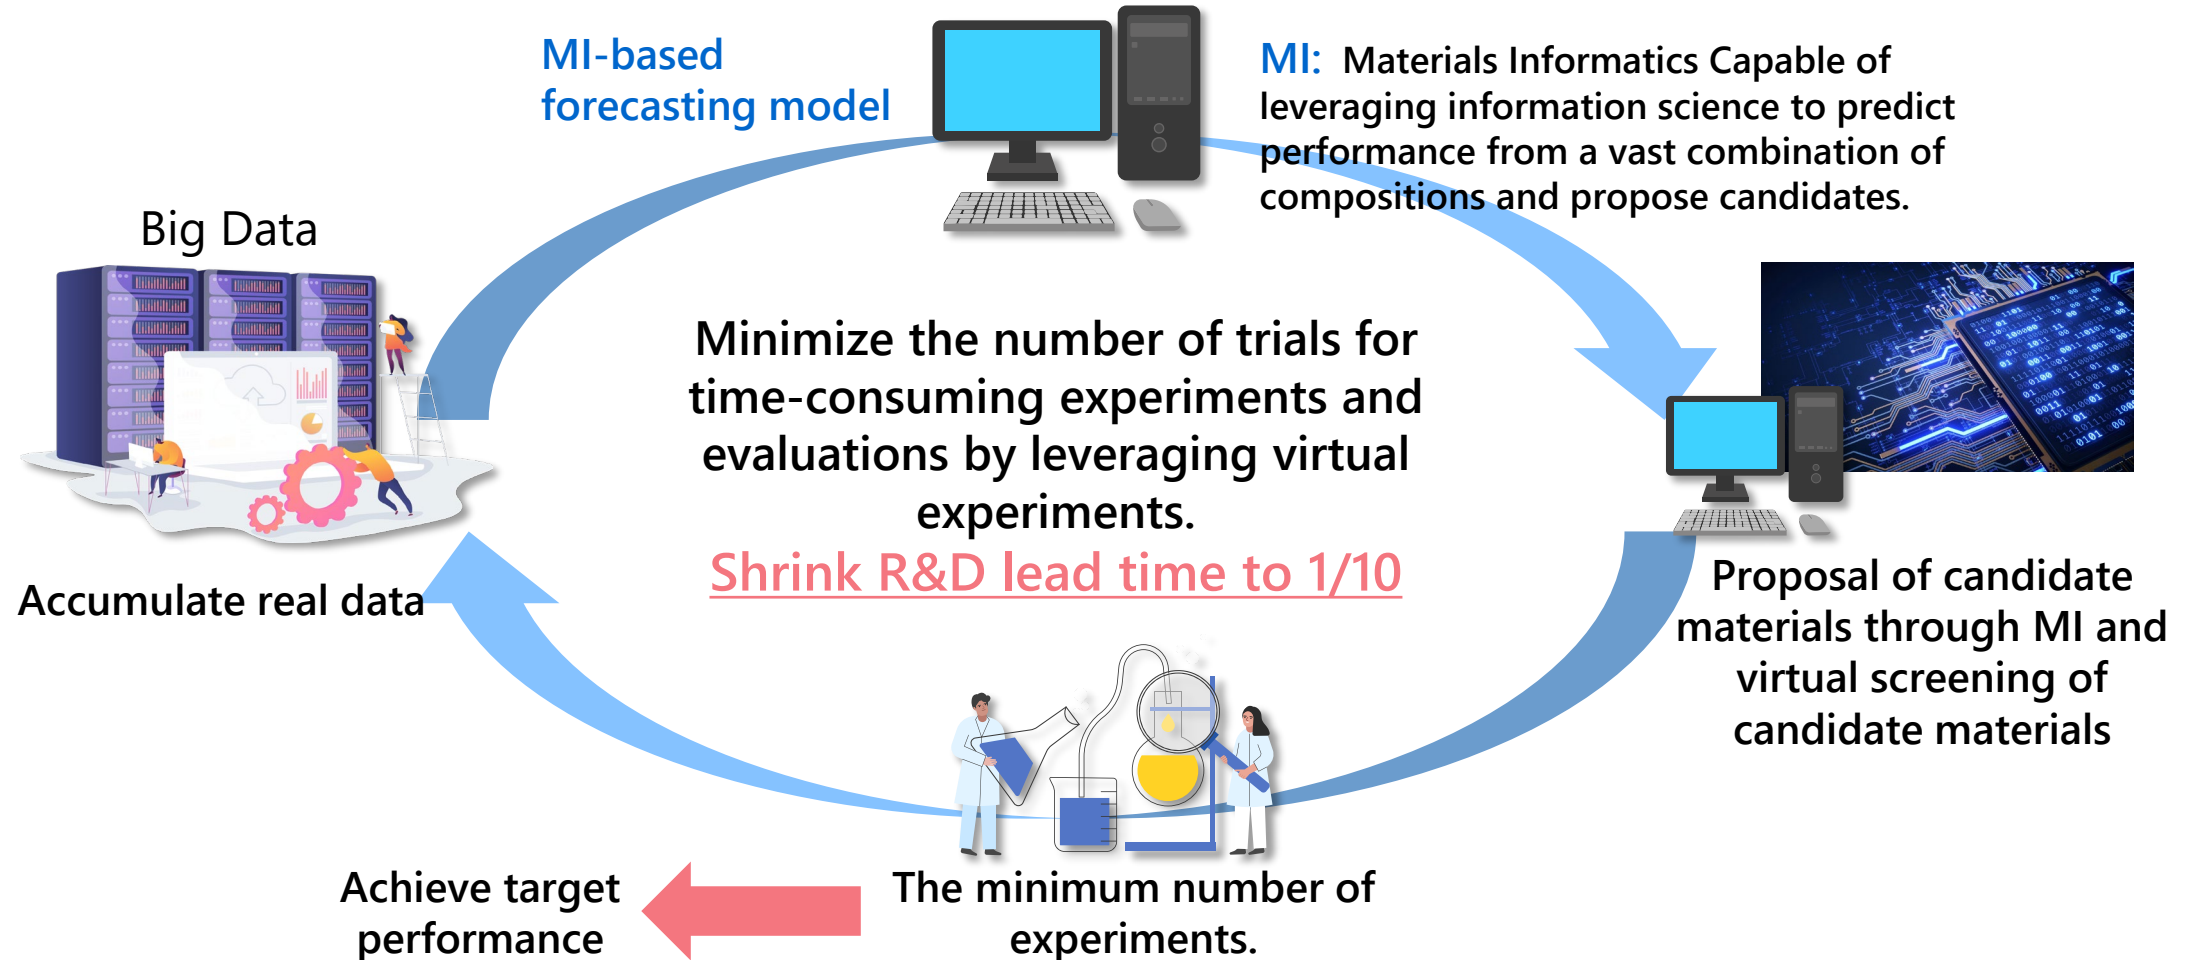 MI-based
forecasting model
MI: Materials Informatics Capable of
leveraging information science to predict
performance from a vast combination of
compositions and propose candidates.
Big Data
Accumulate real data
Minimize the number of trials for
time-consuming experiments and
evaluations by leveraging virtual
experiments.
Shrink R&D lead time to 1/10
Proposal of candidate
materials through MI and
virtual screening of
candidate materials
The minimum number of
experiments.
Achieve target
performance